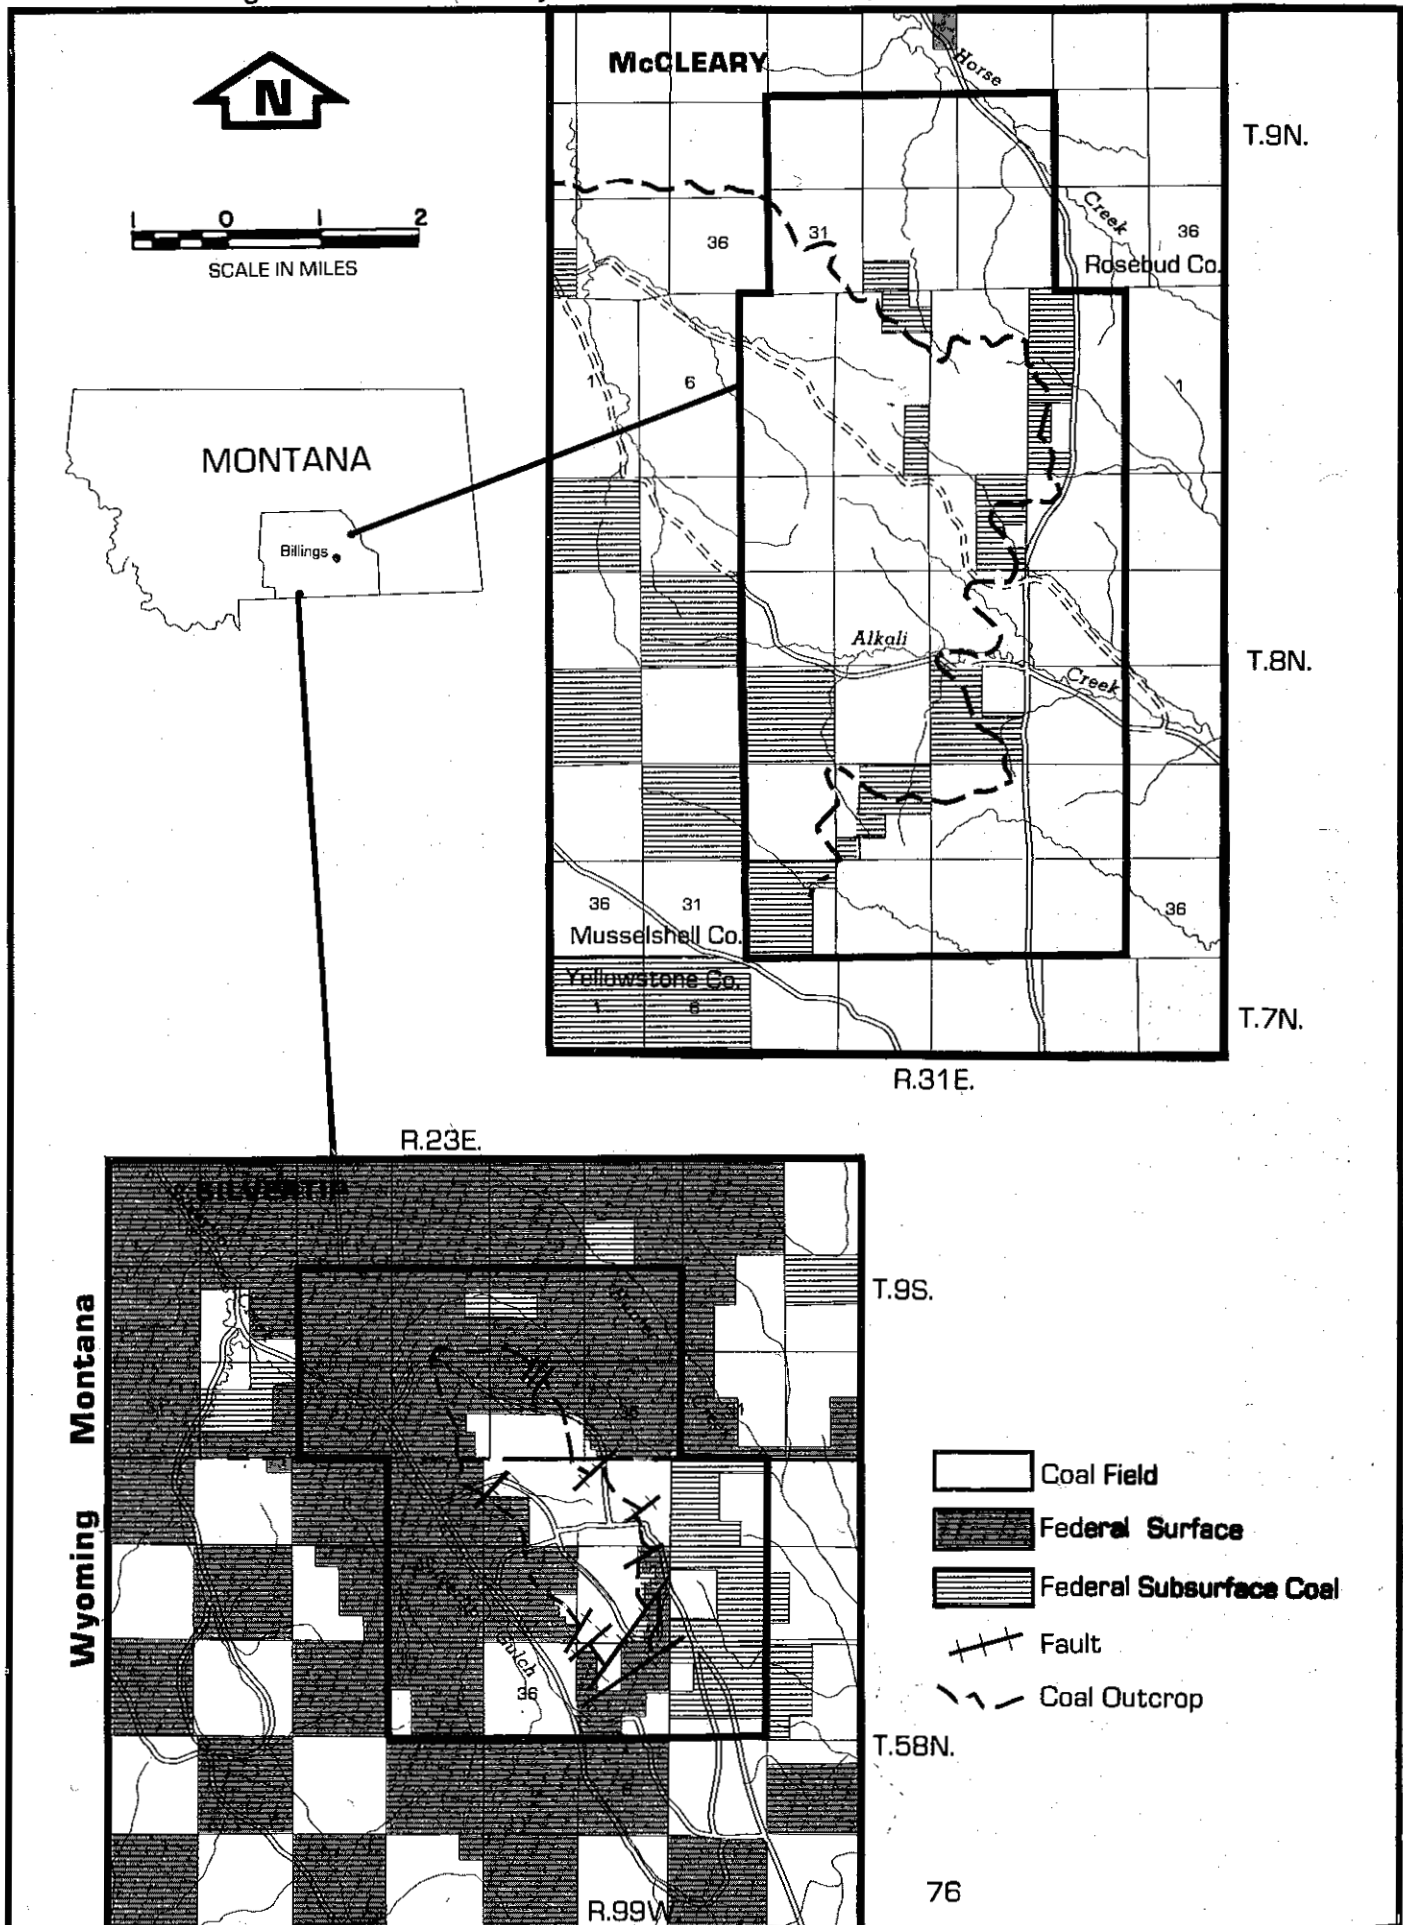 McCLEARY
N
Horse
T.9N.
1 0 1 2
SCALE IN MILES
Creek
36
31
36
Rosebud Co.
1
6
1
MONTANA
Billings
Alkali
T.8N.
Creek
36
31
36
Musselshell Co.
Yellowstone Co.
1
6
T.7N.
R.31E.
R.23E.
SILVERTIP
T.9S.
Montana
Wyoming
Coal Field
Federal Surface
Federal Subsurface Coal
Fault
Coal Outcrop
Gulch
36
T.58N.
76
R.99W